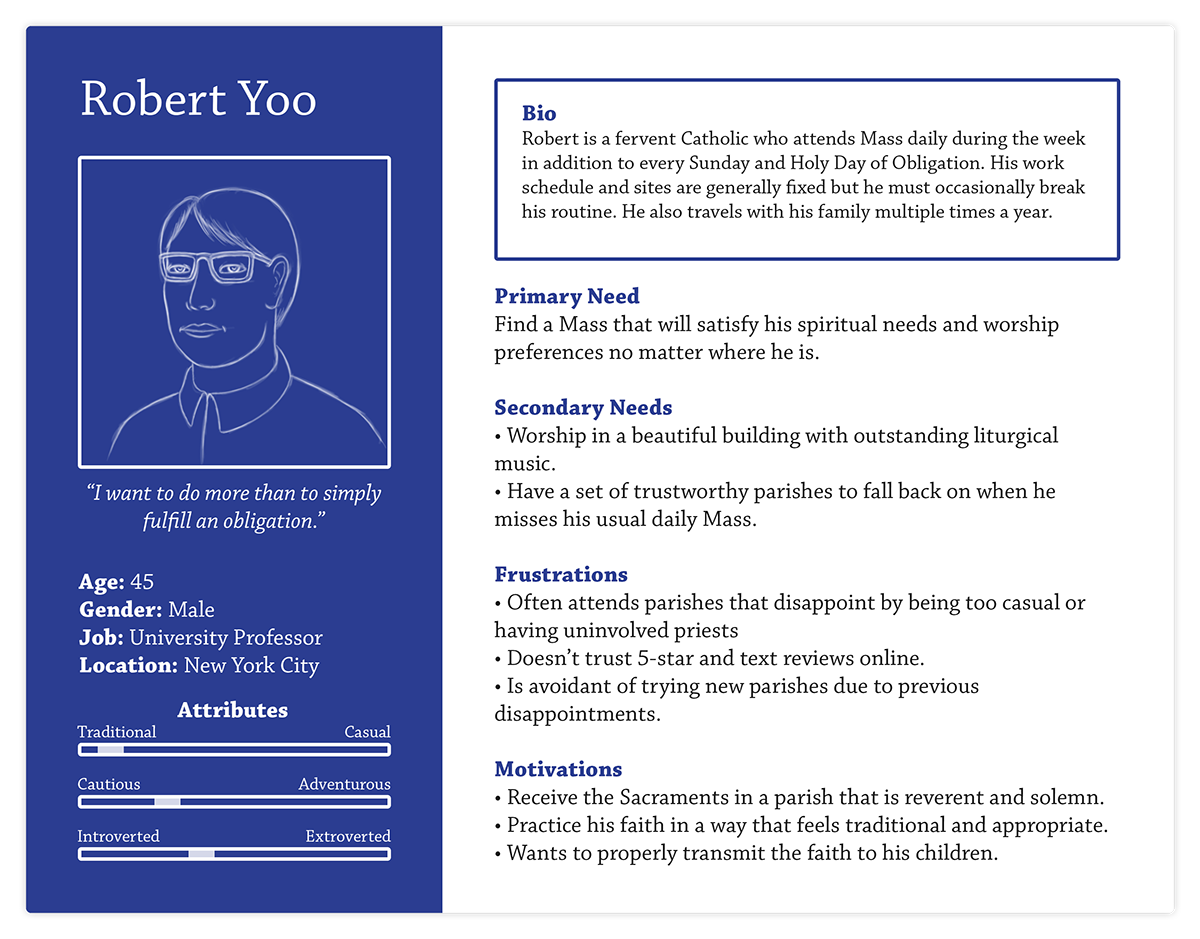 Robert Yoo
“I want to do more than to simply
fulfill an obligation.”
Age: 45
Gender: Male
Job: University Professor
Location: New York City
Attributes
Traditional Casual
Cautious Adventurous
Introverted Extroverted
Bio
Robert is a fervent Catholic who attends Mass daily during the week
in addition to every Sunday and Holy Day of Obligation. His work
schedule and sites are generally fixed but he must occasionally break
his routine. He also travels with his family multiple times a year.
Primary Need
Find a Mass that will satisfy his spiritual needs and worship
preferences no matter where he is.
Secondary Needs
• Worship in a beautiful building with outstanding liturgical
music.
• Have a set of trustworthy parishes to fall back on when he
misses his usual daily Mass.
Frustrations
• Often attends parishes that disappoint by being too casual or
having uninvolved priests
• Doesn’t trust 5-star and text reviews online.
• Is avoidant of trying new parishes due to previous
disappointments.
Motivations
• Receive the Sacraments in a parish that is reverent and solemn.
• Practice his faith in a way that feels traditional and appropriate.
• Wants to properly transmit the faith to his children.